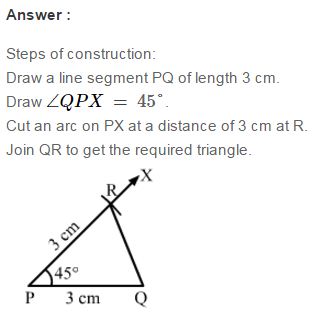 Answer :
Steps of construction:
Draw a line segment PQ of length 3 cm.
Draw ∠QPX = 45°.
Cut an arc on PX at a distance of 3 cm at R.
Join QR to get the required triangle.
X
R
3 cm
45°
P 3 cm Q